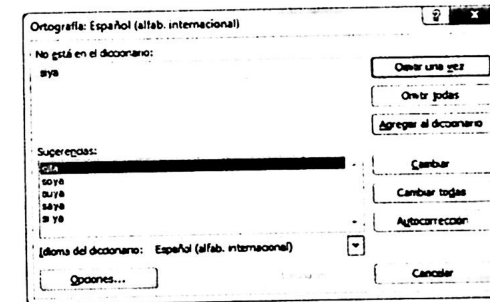 Ortografía: Español (alfab. internacional)
No está en el diccionario:
siya
Omitir una vez
Omitir todas
Agregar al diccionario
Sugerencias:
soya
suya
saya
si ya
Cambiar
Cambiar todas
Autocorrección
Idioma del diccionario: Español (alfab. internacional)
Opciones...
Cancelar